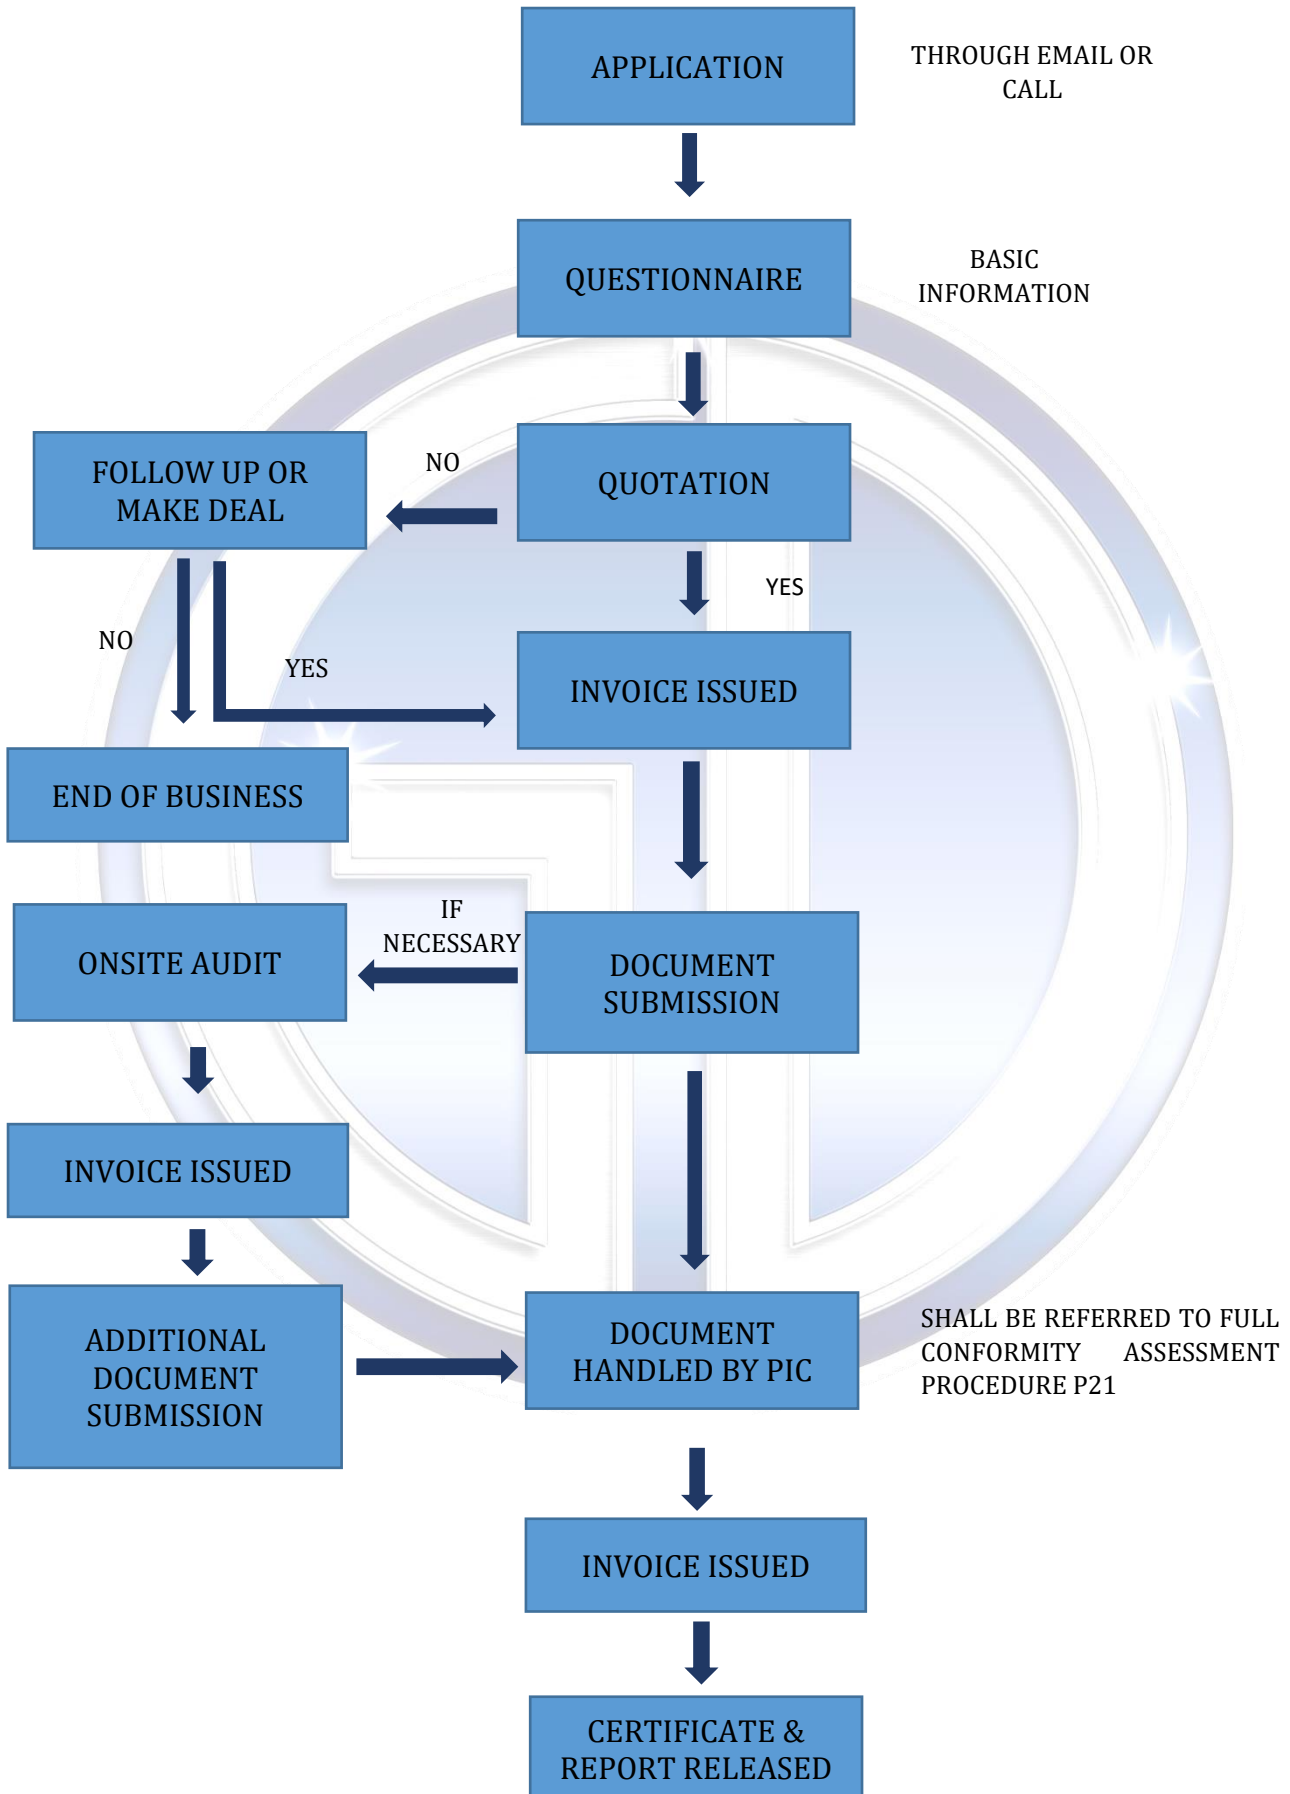 APPLICATION
THROUGH EMAIL OR
CALL
QUESTIONNAIRE
BASIC
INFORMATION
FOLLOW UP OR
MAKE DEAL
NO
QUOTATION
YES
NO
YES
INVOICE ISSUED
END OF BUSINESS
ONSITE AUDIT
IF
NECESSARY
DOCUMENT
SUBMISSION
INVOICE ISSUED
ADDITIONAL
DOCUMENT
SUBMISSION
DOCUMENT
HANDLED BY PIC
SHALL BE REFERRED TO FULL
CONFORMITY ASSESSMENT
PROCEDURE P21
INVOICE ISSUED
CERTIFICATE &
REPORT RELEASED